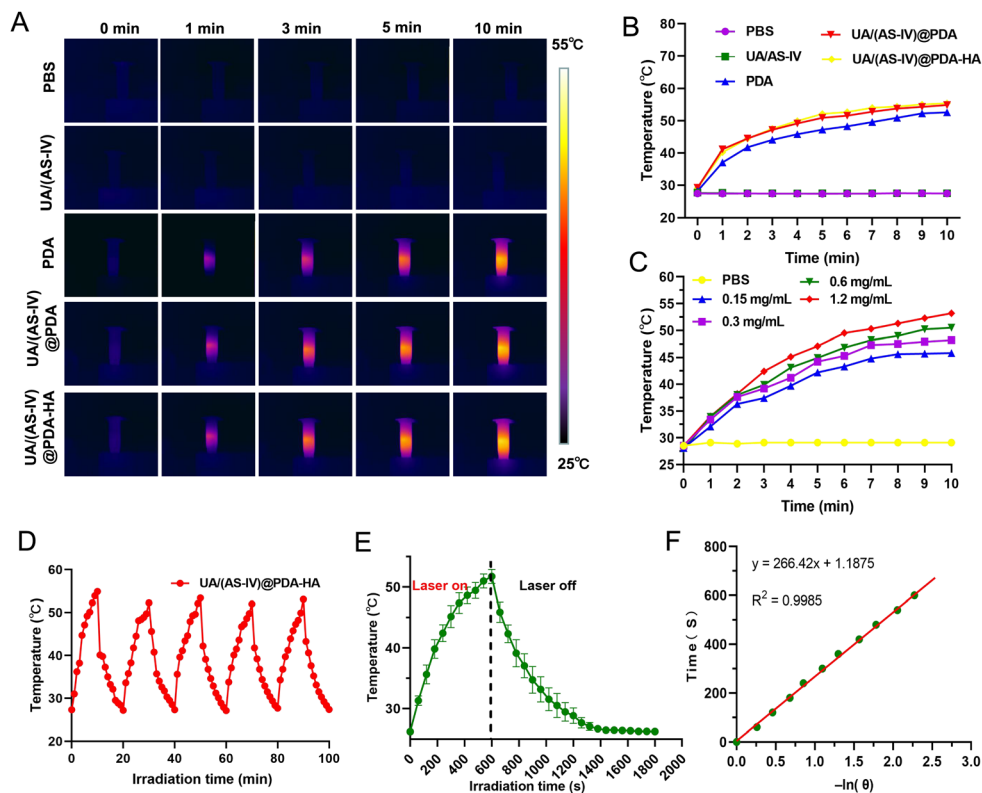 A
0 min 1 min 3 min 5 min 10 min
PBS
UA/(AS-IV)
PDA
UA/(AS-IV)
@PDA
UA/(AS-IV)
@PDA-HA
55℃
25℃
B
PBS
UA/AS-IV
PDA
UA/(AS-IV)@PDA
UA/(AS-IV)@PDA-HA
Temperature (℃)
80
70
60
50
40
30
20
0 1 2 3 4 5 6 7 8 9 10
Time (min)
C
PBS
0.15 mg/mL
0.3 mg/mL
0.6 mg/mL
1.2 mg/mL
Temperature (℃)
60
55
50
45
40
35
30
25
0 1 2 3 4 5 6 7 8 9 10
Time (min)
D
UA/(AS-IV)@PDA-HA
Temperature (℃)
60
50
40
30
20
0 20 40 60 80 100
Irradiation time (min)
E
Laser on
Laser off
Temperature (℃)
50
30
0 200 400 600 800 1000 1200 1400 1600 1800 2000
Irradiation time (s)
F
y = 266.42x + 1.1875
R² = 0.9985
Time( S)
800
600
400
200
0
0.0 0.5 1.0 1.5 2.0 2.5 3.0
–ln( θ)